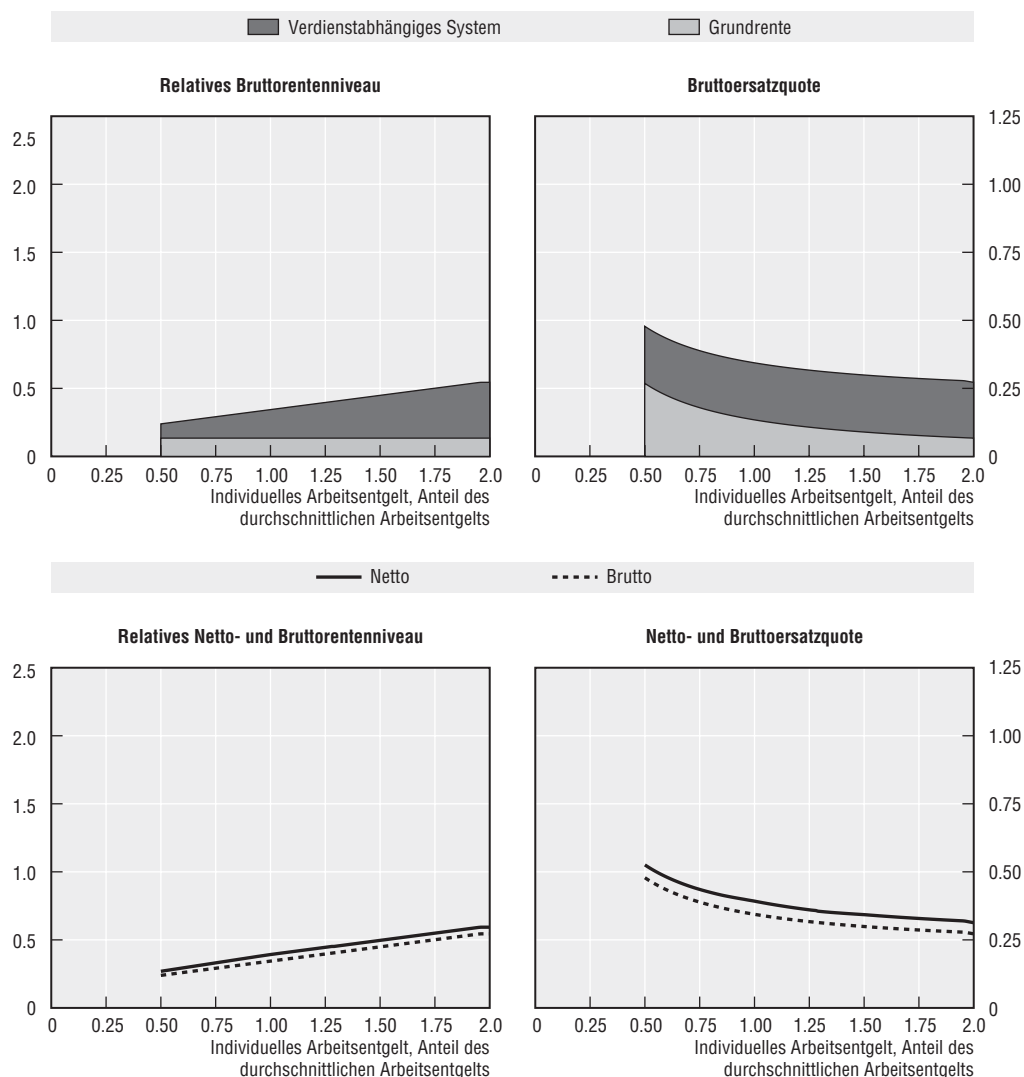 Verdienstabhängiges System Grundrente
Relatives Bruttorentenniveau
2.5
2.0
1.5
1.0
0.5
0
0 0.25 0.50 0.75 1.00 1.25 1.50 1.75 2.0
Individuelles Arbeitsentgelt, Anteil des
durchschnittlichen Arbeitsentgelts
Bruttoersatzquote
1.25
1.00
0.75
0.50
0.25
0
0 0.25 0.50 0.75 1.00 1.25 1.50 1.75 2.0
Individuelles Arbeitsentgelt, Anteil des
durchschnittlichen Arbeitsentgelts
Netto Brutto
Relatives Netto- und Bruttorentenniveau
2.5
2.0
1.5
1.0
0.5
0
0 0.25 0.50 0.75 1.00 1.25 1.50 1.75 2.0
Individuelles Arbeitsentgelt, Anteil des
durchschnittlichen Arbeitsentgelts
Netto- und Bruttoersatzquote
1.25
1.00
0.75
0.50
0.25
0
0 0.25 0.50 0.75 1.00 1.25 1.50 1.75 2.0
Individuelles Arbeitsentgelt, Anteil des
durchschnittlichen Arbeitsentgelts